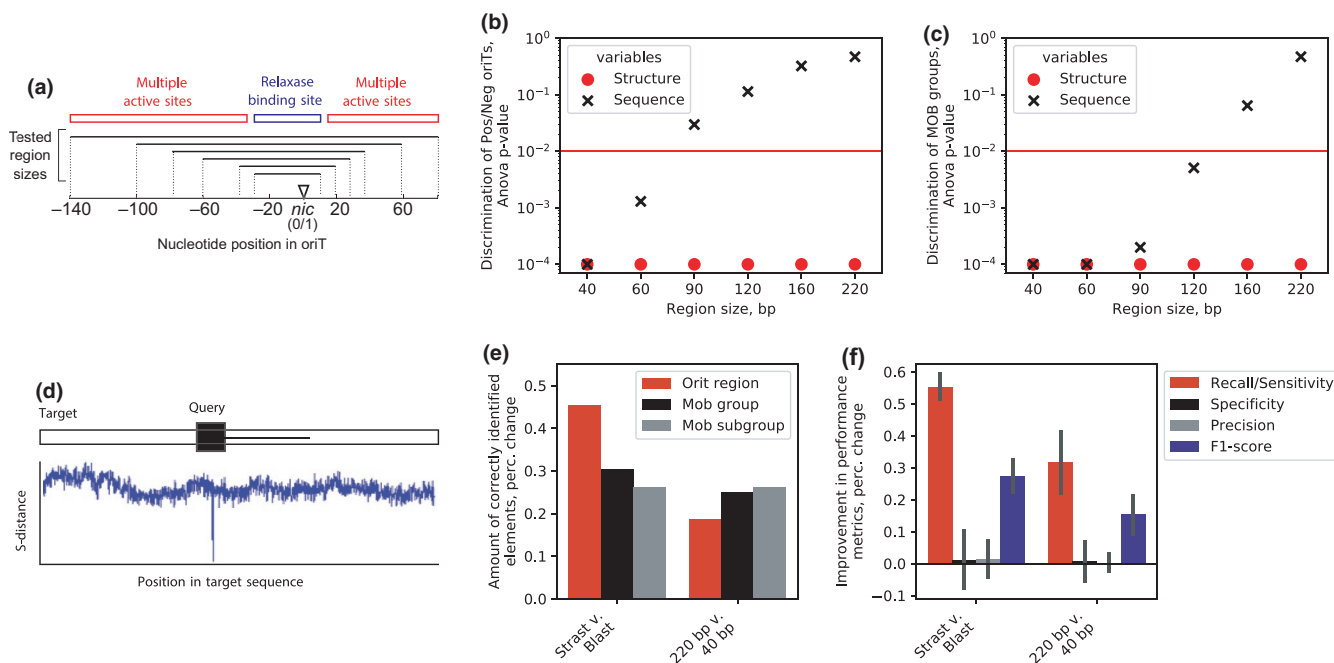 (a)
Multiple
active sites
Relaxase
binding site
Multiple
active sites
Tested
region
sizes
−140 −100 −60 −20 nic 20 60
(0/1)
Nucleotide position in oriT
(b)
Discrimination of Pos/Neg oriTs,
Anova p-value
10⁰
10⁻¹
10⁻²
10⁻³
10⁻⁴
variables
Structure
Sequence
40 60 90 120 160 220
Region size, bp
(c)
Discrimination of MOB groups,
Anova p-value
10⁰
10⁻¹
10⁻²
10⁻³
10⁻⁴
variables
Structure
Sequence
40 60 90 120 160 220
Region size, bp
(d)
Target
Query
S-distance
Position in target sequence
(e)
Amount of correctly identified
elements, perc. change
0.5
0.4
0.3
0.2
0.1
0.0
Orit region
Mob group
Mob subgroup
Strast v.
Blast
220 bp v.
40 bp
(f)
Improvement in performance
metrics, perc. change
0.6
0.5
0.4
0.3
0.2
0.1
0.0
−0.1
Recall/Sensitivity
Specificity
Precision
F1-score
Strast v.
Blast
220 bp v.
40 bp